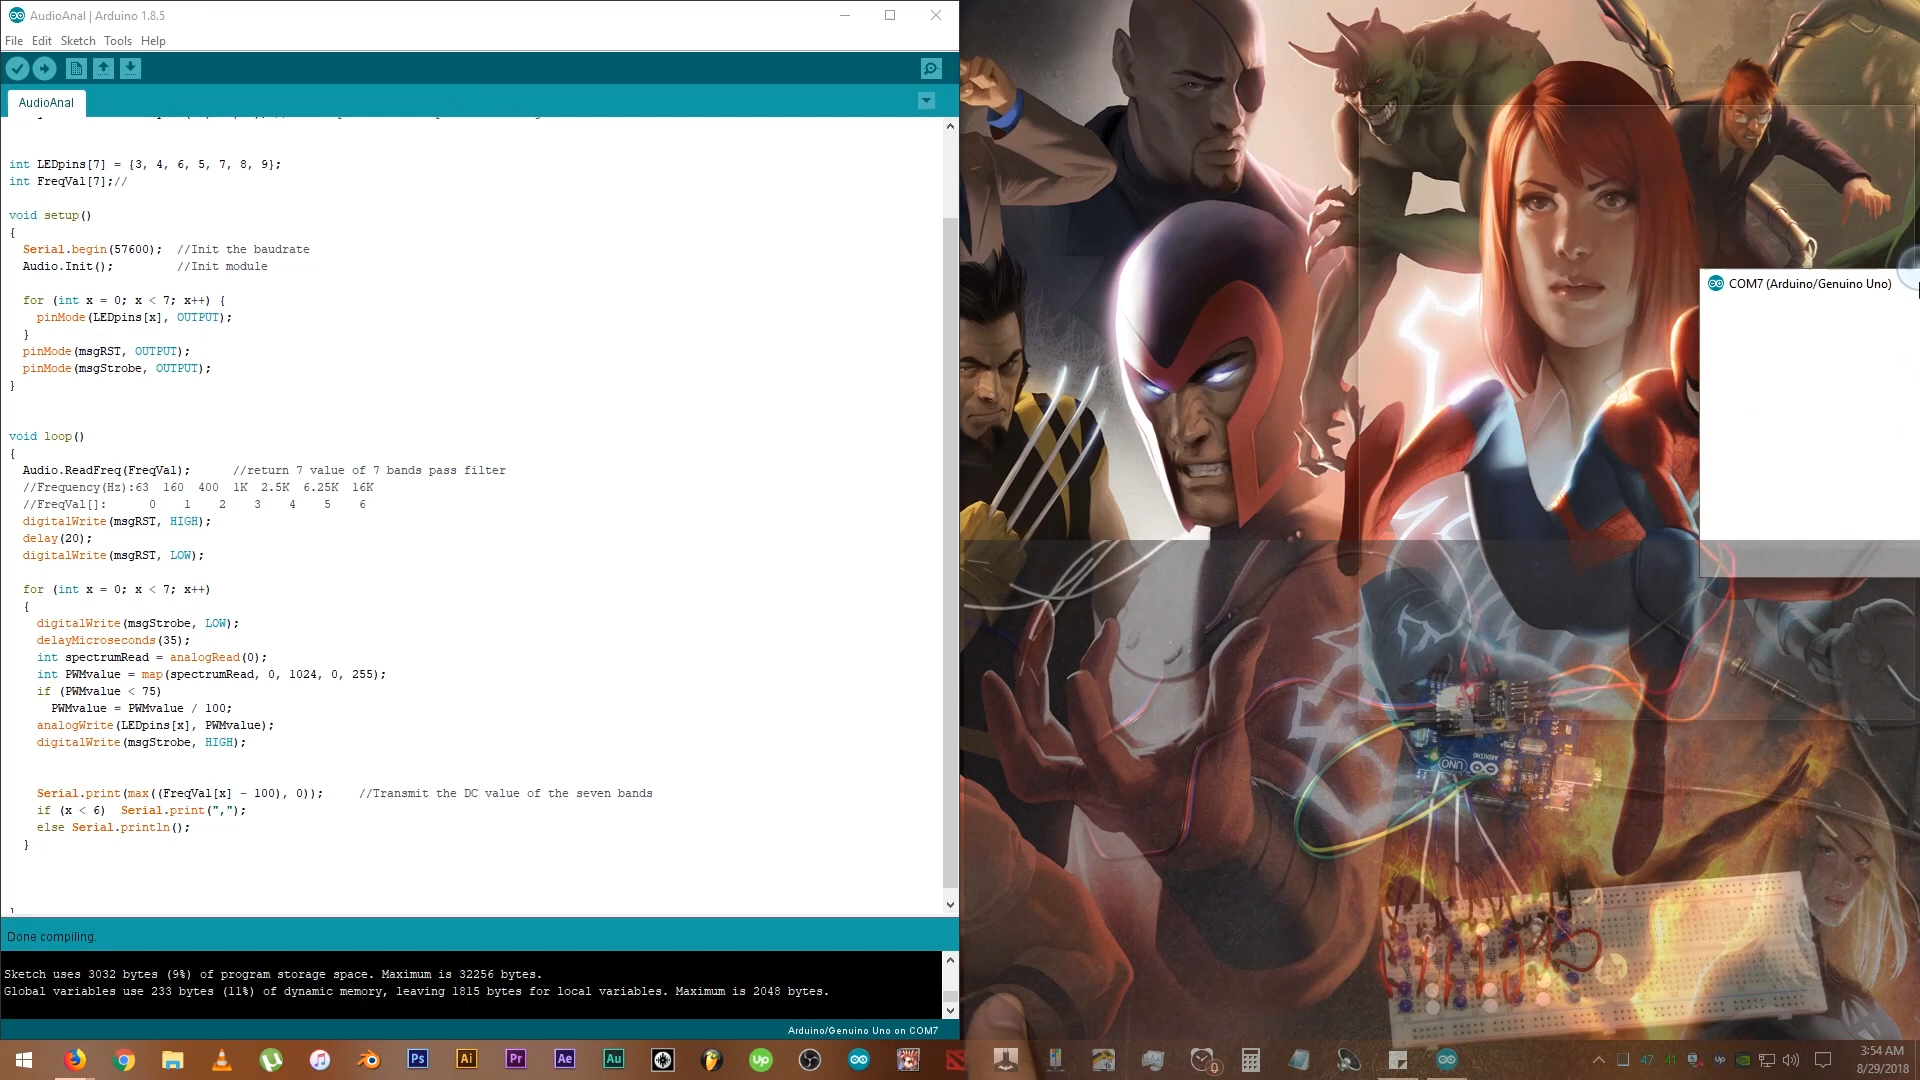 AudioAnal | Arduino 1.8.5
File Edit Sketch Tools Help
AudioAnal
int LEDpins[7] = {3, 4, 6, 5, 7, 8, 9};
int FreqVal[7];//
void setup()
{
Serial.begin(57600); //Init the baudrate
Audio.Init(); //Init module
for (int x = 0; x < 7; x++) {
pinMode(LEDpins[x], OUTPUT);
}
pinMode(msgRST, OUTPUT);
pinMode(msgStrobe, OUTPUT);
}
void loop()
{
Audio.ReadFreq(FreqVal); //return 7 value of 7 bands pass filter
//Frequency(Hz):63 160 400 1K 2.5K 6.25K 16K
//FreqVal[]: 0 1 2 3 4 5 6
digitalWrite(msgRST, HIGH);
delay(20);
digitalWrite(msgRST, LOW);
for (int x = 0; x < 7; x++)
{
digitalWrite(msgStrobe, LOW);
delayMicroseconds(35);
int spectrumRead = analogRead(0);
int PWMvalue = map(spectrumRead, 0, 1024, 0, 255);
if (PWMvalue < 75)
PWMvalue = PWMvalue / 100;
analogWrite(LEDpins[x], PWMvalue);
digitalWrite(msgStrobe, HIGH);
Serial.print(max((FreqVal[x] - 100), 0)); //Transmit the DC value of the seven bands
if (x < 6) Serial.print(",");
else Serial.println();
}
Done compiling.
Sketch uses 3032 bytes (9%) of program storage space. Maximum is 32256 bytes.
Global variables use 233 bytes (11%) of dynamic memory, leaving 1815 bytes for local variables. Maximum is 2048 bytes.
Arduino/Genuino Uno on COM7
COM7 (Arduino/Genuino Uno)
UNO
ARDUINO
Ps
Ai
Pr
Ae
Au
Up
47
41
Up
3:54 AM
8/29/2018